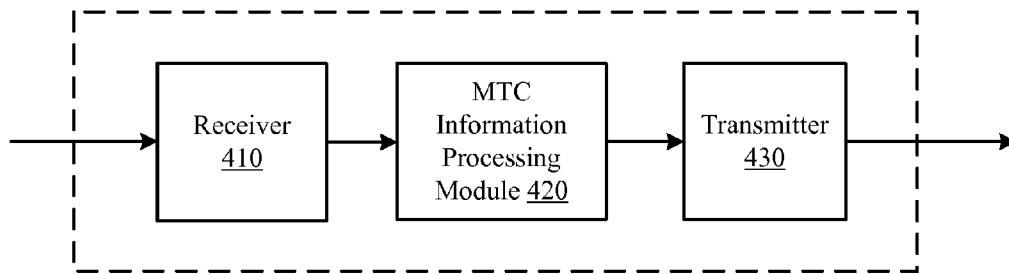 Receiver
410
MTC
Information
Processing
Module 420
Transmitter
430